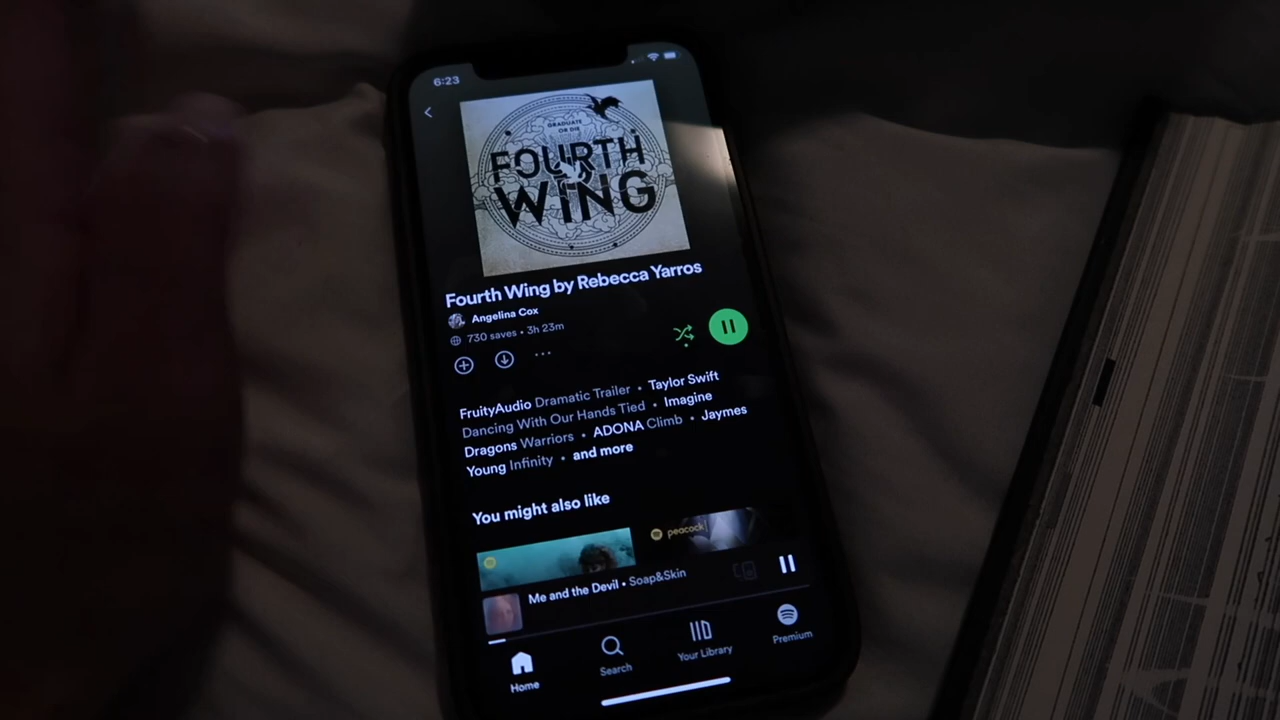 6:23
GRADUATE
OR DIE
FOURTH
WING
Fourth Wing by Rebecca Yarros
Angelina Cox
730 saves • 3h 23m
FruityAudio Dramatic Trailer • Taylor Swift
Dancing With Our Hands Tied • Imagine
Dragons Warriors • ADONA Climb • Jaymes
Young Infinity • and more
You might also like
peacock
Me and the Devil • Soap&Skin
Home
Search
Your Library
Premium